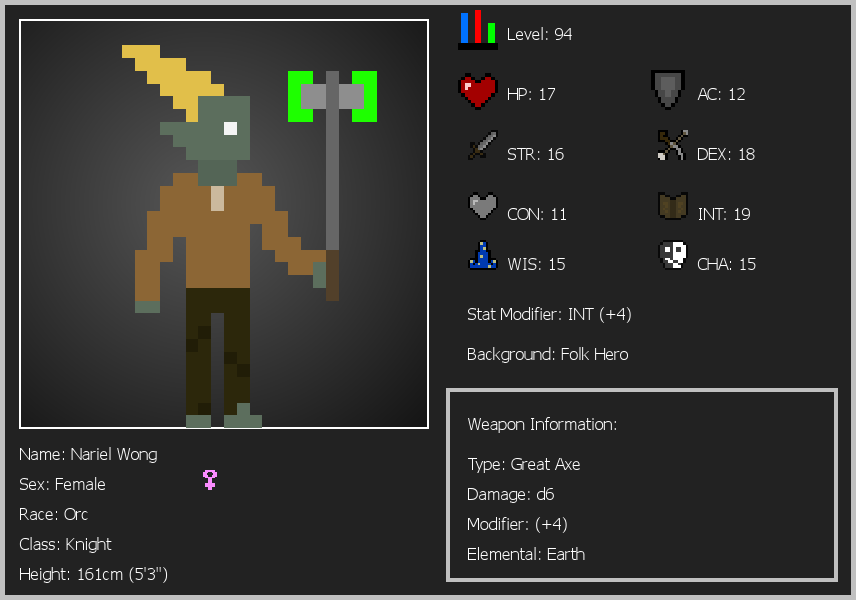 Level: 94
HP: 17
AC: 12
STR: 16
DEX: 18
CON: 11
INT: 19
WIS: 15
CHA: 15
Stat Modifier: INT (+4)
Background: Folk Hero
Weapon Information:
Type: Great Axe
Damage: d6
Modifier: (+4)
Elemental: Earth
Name: Nariel Wong
Sex: Female
Race: Orc
Class: Knight
Height: 161cm (5'3")